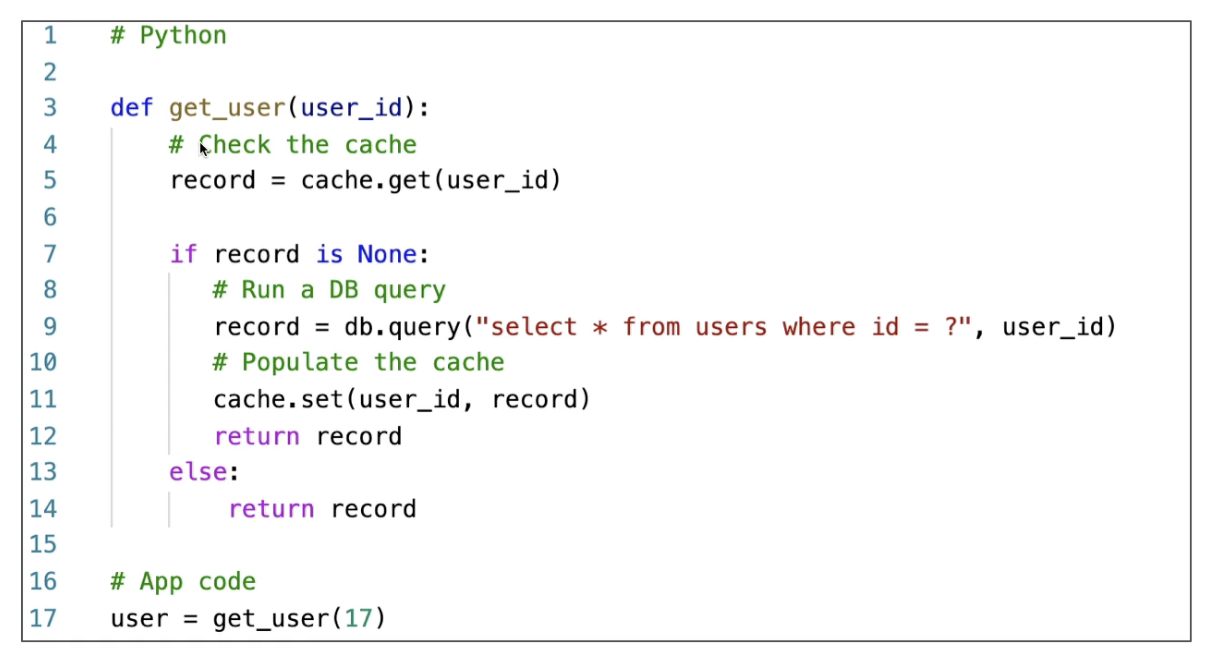 1 # Python
2
3 def get_user(user_id):
4     # Check the cache
5     record = cache.get(user_id)
6
7     if record is None:
8        # Run a DB query
9        record = db.query("select * from users where id = ?", user_id)
10        # Populate the cache
11        cache.set(user_id, record)
12        return record
13     else:
14         return record
15
16 # App code
17 user = get_user(17)